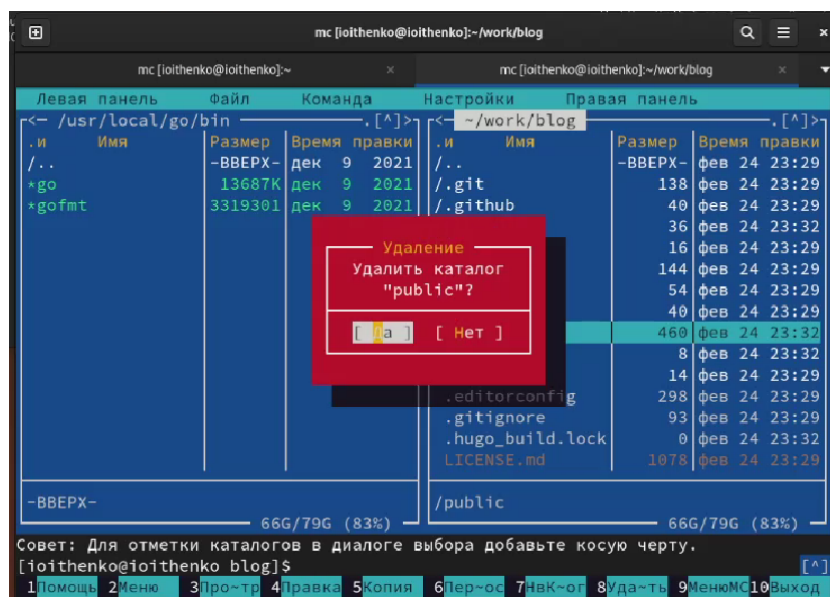 mc [ioithenko@ioithenko]:~/work/blog
mc [ioithenko@ioithenko]:~
mc [ioithenko@ioithenko]:~/work/blog
Левая панель Файл Команда Настройки Правая панель
<— /usr/local/go/bin .[^]> <— ~/work/blog .[^]>
.и Имя Размер Время правки .и Имя Размер Время правки
/.. -ВВЕРХ- дек 9 2021 /.. -ВВЕРХ- фев 24 23:29
*go 13687K дек 9 2021 /.git 138 фев 24 23:29
*gofmt 3319301 дек 9 2021 /.github 40 фев 24 23:29
36 фев 24 23:32
Удаление 16 фев 24 23:29
Удалить каталог 144 фев 24 23:29
"public"? 54 фев 24 23:29
40 фев 24 23:29
[ Да ] [ Нет ] 460 фев 24 23:32
8 фев 24 23:32
14 фев 24 23:29
.editorconfig 298 фев 24 23:29
.gitignore 93 фев 24 23:29
.hugo_build.lock 0 фев 24 23:32
LICENSE.md 1078 фев 24 23:29
-ВВЕРХ- /public
66G/79G (83%) 66G/79G (83%)
Совет: Для отметки каталогов в диалоге выбора добавьте косую черту.
[ioithenko@ioithenko blog]$ [^]
1Помощь 2Меню 3Про~тр 4Правка 5Копия 6Пер~ос 7НвК~ог 8Уда~ть 9МенюMC 10Выход